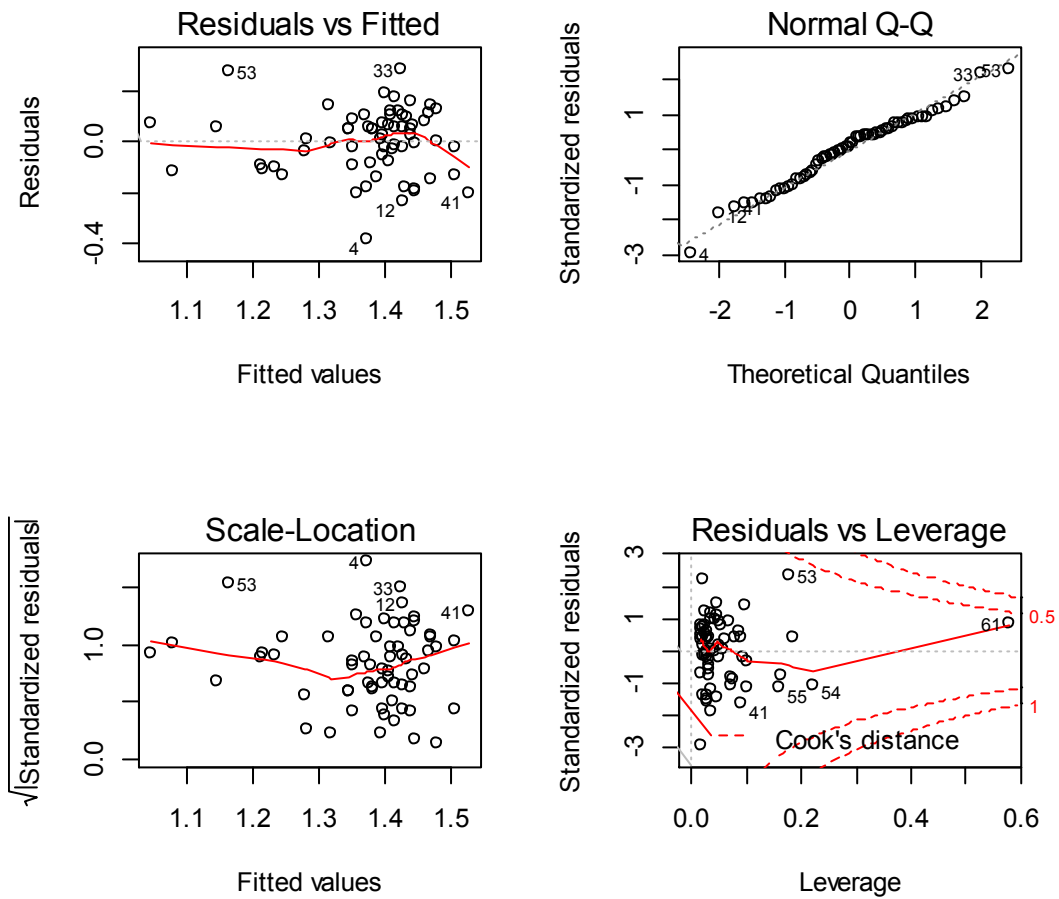 Residuals vs Fitted
Residuals
0.0
-0.4
53
33
12
41
4
1.1 1.2 1.3 1.4 1.5
Fitted values
Normal Q-Q
Standardized residuals
1
-1
-3
33
53
41
12
4
-2 -1 0 1 2
Theoretical Quantiles
Scale-Location
√|Standardized residuals|
1.0
0.0
4
53
33
12
41
1.1 1.2 1.3 1.4 1.5
Fitted values
Residuals vs Leverage
Standardized residuals
3
1
-1
-3
53
61
0.5
55
54
41
1
Cook's distance
0.0 0.2 0.4 0.6
Leverage